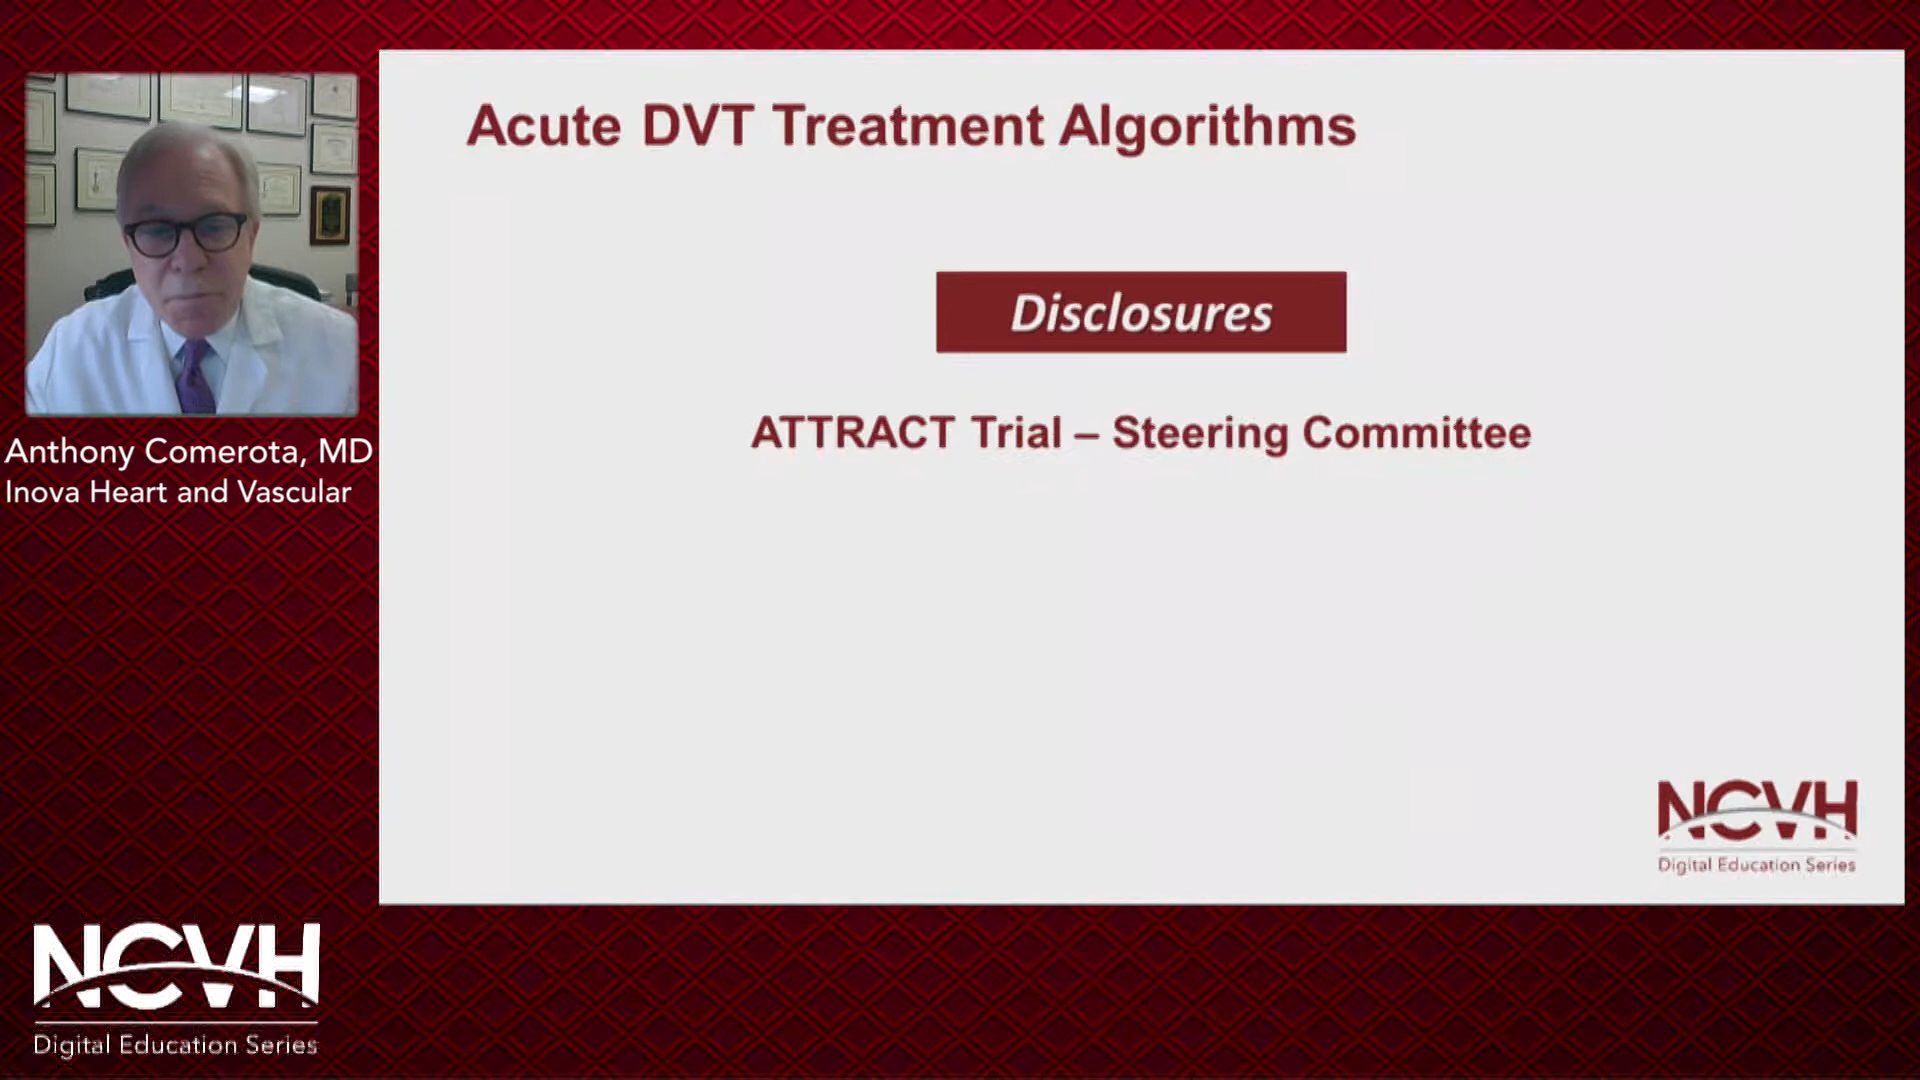 Acute DVT Treatment Algorithms
Disclosures
ATTRACT Trial – Steering Committee
Anthony Comerota, MD
Inova Heart and Vascular
NCVH
Digital Education Series
NCVH
Digital Education Series